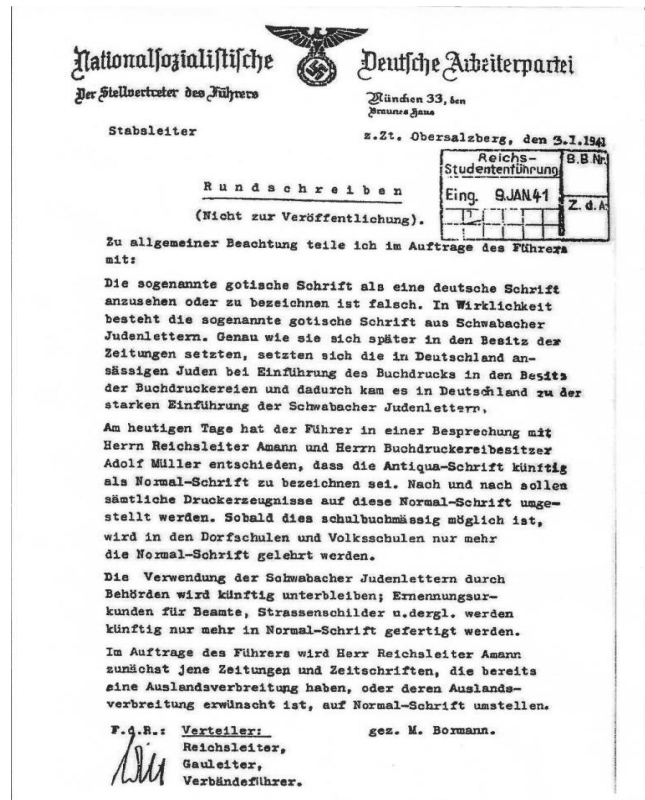 Nationalsozialistische Deutsche Arbeiterpartei
Der Stellvertreter des Führers
München 33, den
Braunes Haus
Stabsleiter
z.Zt. Obersalzberg, den 3.I.1941
Reichs-
Studentenführung
Eing. 9.JAN.41
B.B.Nr.
Z. d. A.
Rundschreiben
(Nicht zur Veröffentlichung).
Zu allgemeiner Beachtung teile ich im Auftrage des Führers
mit:
Die sogenannte gotische Schrift als eine deutsche Schrift
anzusehen oder zu bezeichnen ist falsch. In Wirklichkeit
besteht die sogenannte gotische Schrift aus Schwabacher
Judenlettern. Genau wie sie sich später in den Besitz der
Zeitungen setzten, setzten sich die in Deutschland an-
sässigen Juden bei Einführung des Buchdrucks in den Besitz
der Buchdruckereien und dadurch kam es in Deutschland zu der
starken Einführung der Schwabacher Judenlettern.
Am heutigen Tage hat der Führer in einer Besprechung mit
Herrn Reichsleiter Amann und Herrn Buchdruckereibesitzer
Adolf Müller entschieden, dass die Antiqua-Schrift künftig
als Normal-Schrift zu bezeichnen sei. Nach und nach sollen
sämtliche Druckerzeugnisse auf diese Normal-Schrift umge-
stellt werden. Sobald dies schulbuchmässig möglich ist,
wird in den Dorfschulen und Volksschulen nur mehr
die Normal-Schrift gelehrt werden.
Die Verwendung der Schwabacher Judenlettern durch
Behörden wird künftig unterbleiben; Ernennungsur-
kunden für Beamte, Strassenschilder u.dergl. werden
künftig nur mehr in Normal-Schrift gefertigt werden.
Im Auftrage des Führers wird Herr Reichsleiter Amann
zunächst jene Zeitungen und Zeitschriften, die bereits
eine Auslandsverbreitung haben, oder deren Auslands-
verbreitung erwünscht ist, auf Normal-Schrift umstellen.
F.d.R.: Verteiler: gez. M. Bormann.
Reichsleiter,
Gauleiter,
Verbändeführer.